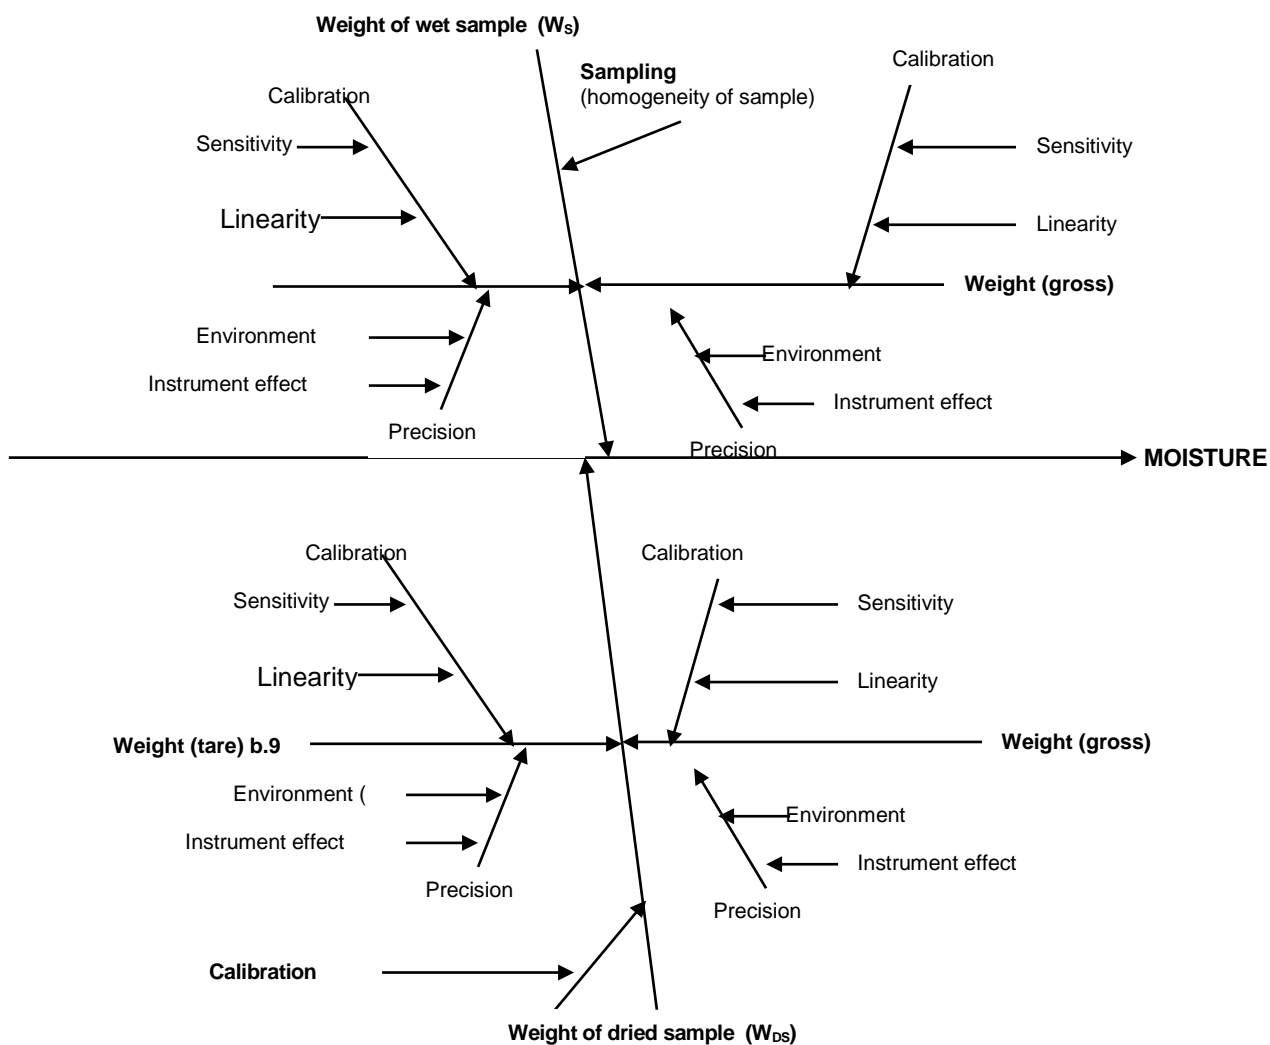 Weight of wet sample (WS)
Sampling
(homogeneity of sample)
Calibration
Calibration
Sensitivity
Sensitivity
Linearity
Linearity
Weight (gross)
Environment
Environment
Instrument effect
Instrument effect
Precision
Precision
MOISTURE
Calibration
Calibration
Sensitivity
Sensitivity
Linearity
Linearity
Weight (tare) b.9
Weight (gross)
Environment (
Environment
Instrument effect
Instrument effect
Precision
Precision
Calibration
Weight of dried sample (WDS)